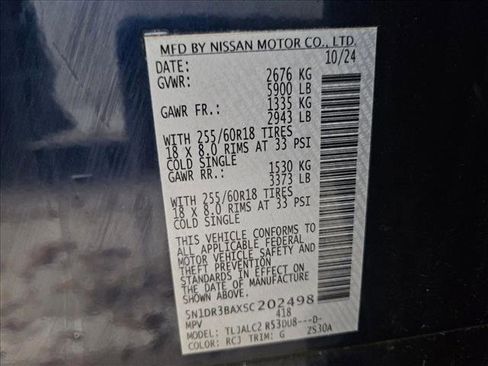 MFD BY NISSAN MOTOR CO., LTD.
DATE: 10/24
GVWR: 2676 KG
5900 LB
GAWR FR.: 1335 KG
2943 LB
WITH 255/60R18 TIRES
18 X 8.0 RIMS AT 33 PSI
COLD SINGLE
GAWR RR.: 1530 KG
3373 LB
WITH 255/60R18 TIRES
18 X 8.0 RIMS AT 33 PSI
COLD SINGLE
THIS VEHICLE CONFORMS TO
ALL APPLICABLE FEDERAL
MOTOR VEHICLE SAFETY AND
THEFT PREVENTION
STANDARDS IN EFFECT ON
THE DATE OF MANUFACTURE
SHOWN ABOVE.
5N1DR3BAXSC202498
MPV 418
MODEL: TLJALC2 R53DU8---D-
COLOR: RCJ TRIM: G ZS30A